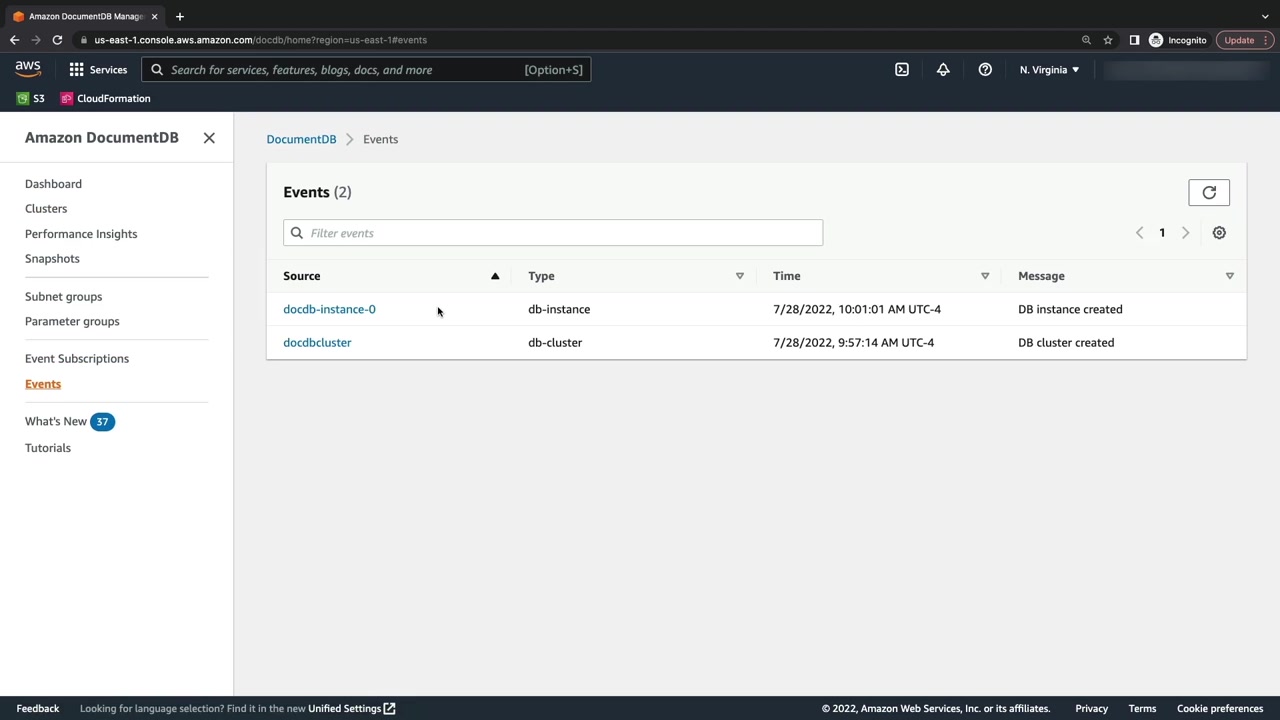 Amazon DocumentDB Manage
us-east-1.console.aws.amazon.com/docdb/home?region=us-east-1#events
Incognito
Update
aws
Services
Search for services, features, blogs, docs, and more
[Option+S]
N. Virginia
S3
CloudFormation
Amazon DocumentDB
Dashboard
Clusters
Performance Insights
Snapshots
Subnet groups
Parameter groups
Event Subscriptions
Events
What's New 37
Tutorials
DocumentDB > Events
Events (2)
Filter events
1
Source Type Time Message
docdb-instance-0 db-instance 7/28/2022, 10:01:01 AM UTC-4 DB instance created
docdbcluster db-cluster 7/28/2022, 9:57:14 AM UTC-4 DB cluster created
Feedback Looking for language selection? Find it in the new Unified Settings © 2022, Amazon Web Services, Inc. or its affiliates. Privacy Terms Cookie preferences